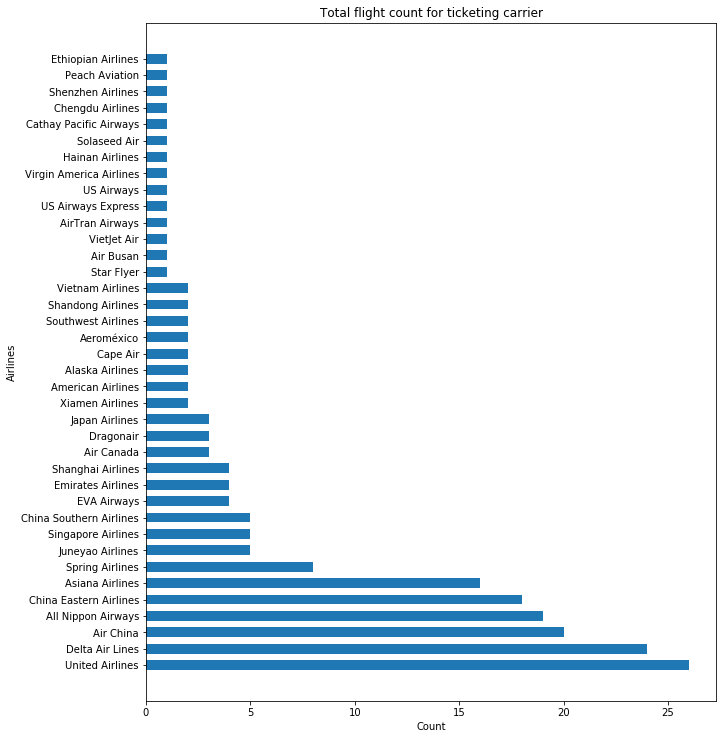 Total flight count for ticketing carrier
Ethiopian Airlines
Peach Aviation
Shenzhen Airlines
Chengdu Airlines
Cathay Pacific Airways
Solaseed Air
Hainan Airlines
Virgin America Airlines
US Airways
US Airways Express
AirTran Airways
VietJet Air
Air Busan
Star Flyer
Vietnam Airlines
Shandong Airlines
Southwest Airlines
Aeroméxico
Cape Air
Alaska Airlines
American Airlines
Xiamen Airlines
Japan Airlines
Dragonair
Air Canada
Shanghai Airlines
Emirates Airlines
EVA Airways
China Southern Airlines
Singapore Airlines
Juneyao Airlines
Spring Airlines
Asiana Airlines
China Eastern Airlines
All Nippon Airways
Air China
Delta Air Lines
United Airlines
Airlines
0 5 10 15 20 25
Count